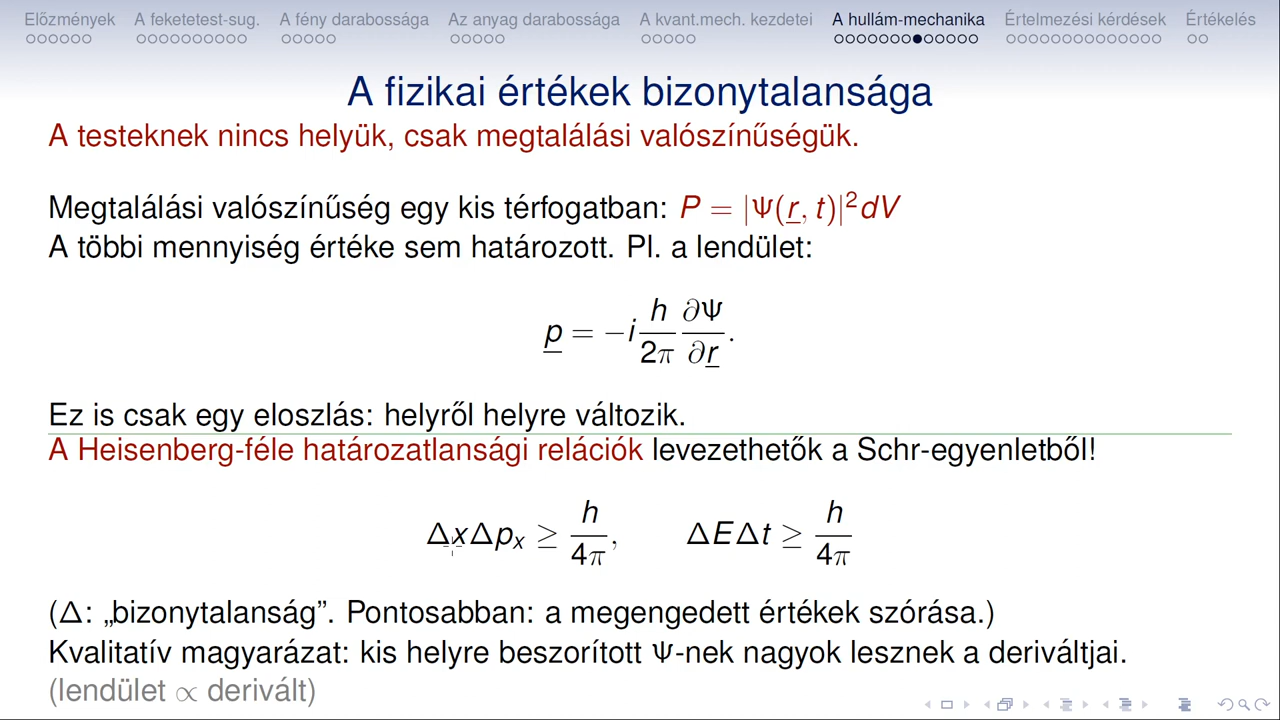 Előzmények A feketetest-sug. A fény darabossága Az anyag darabossága A kvant.mech. kezdetei A hullám-mechanika Értelmezési kérdések Értékelés
A fizikai értékek bizonytalansága
A testeknek nincs helyük, csak megtalálási valószínűségük.
Megtalálási valószínűség egy kis térfogatban: P = |Ψ(r, t)|²dV
A többi mennyiség értéke sem határozott. Pl. a lendület:
p = −i h/2π ∂Ψ/∂r.
Ez is csak egy eloszlás: helyről helyre változik.
A Heisenberg-féle határozatlansági relációk levezethetők a Schr-egyenletből!
ΔxΔpₓ ≥ h/4π, ΔEΔt ≥ h/4π
(Δ: „bizonytalanság”. Pontosabban: a megengedett értékek szórása.)
Kvalitatív magyarázat: kis helyre beszorított Ψ-nek nagyok lesznek a deriváltjai.
(lendület ∝ derivált)